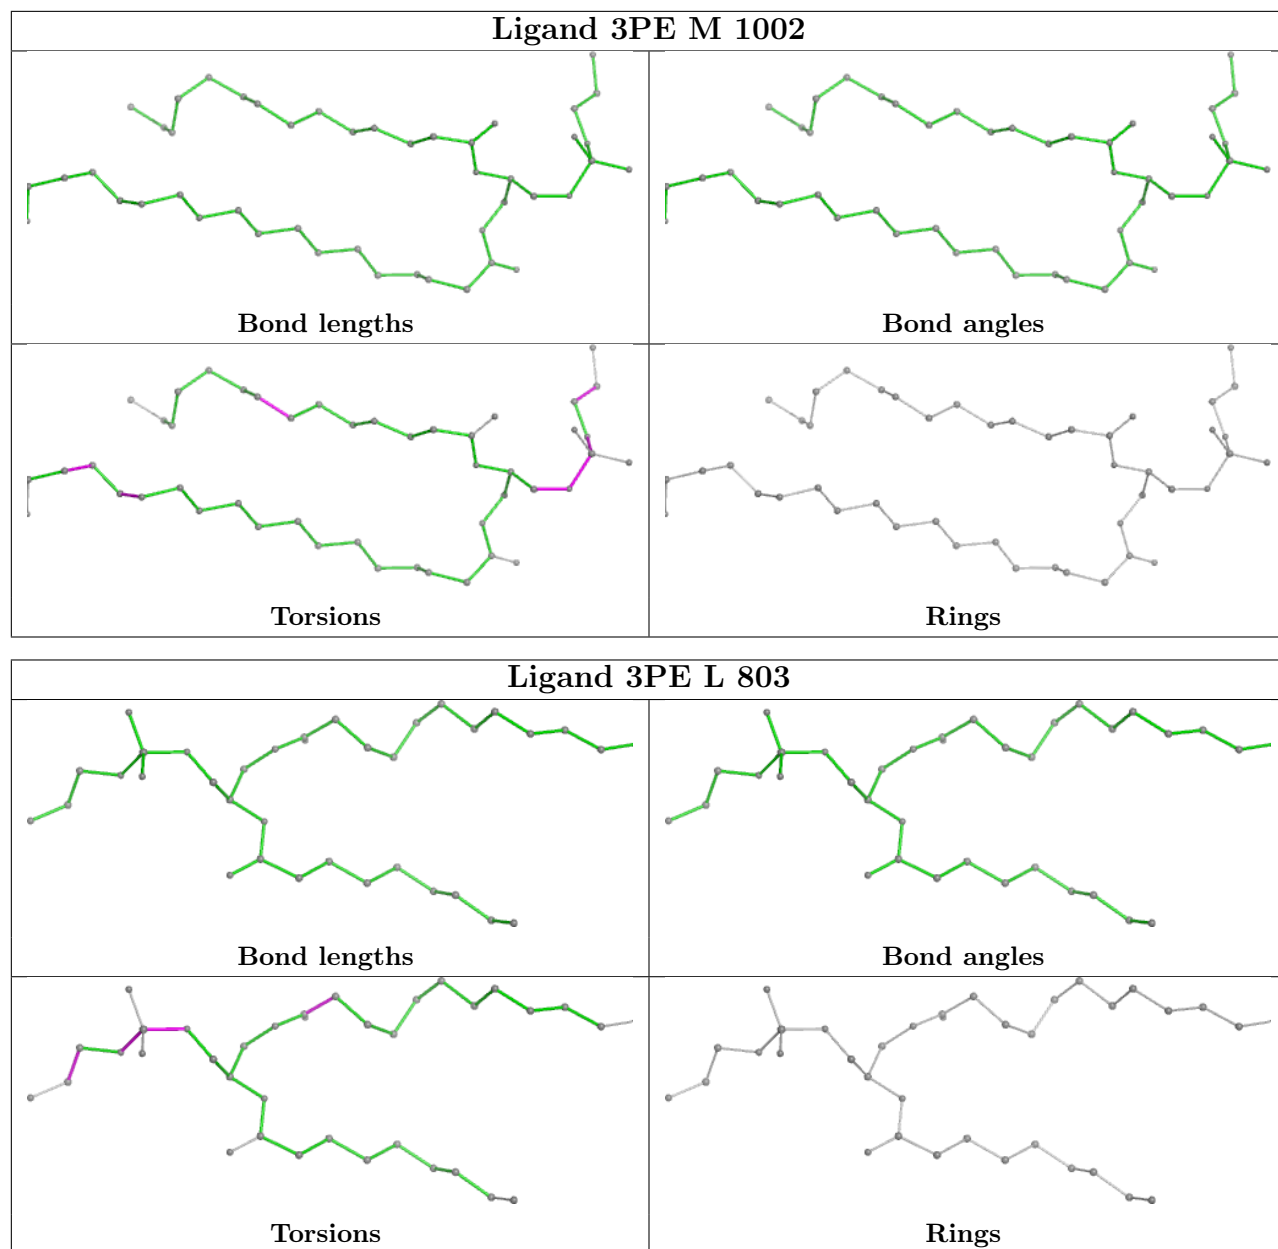 Ligand 3PE M 1002
Bond lengths
Bond angles
Torsions
Rings
Ligand 3PE L 803
Bond lengths
Bond angles
Torsions
Rings